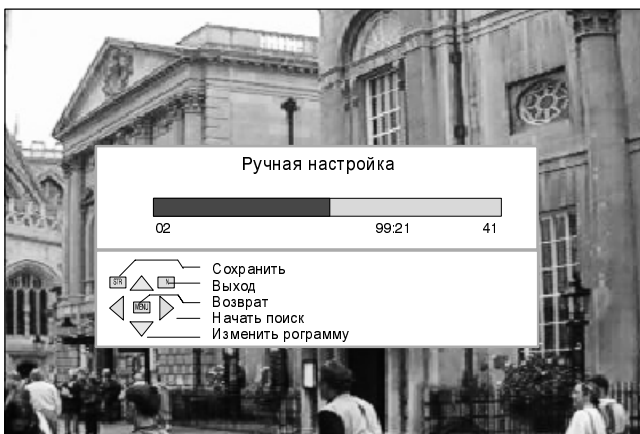 Ручная настройка
02 99:21 41
STR Сохранить
N Выход
MENU Возврат
Начать поиск
Изменить рограмму